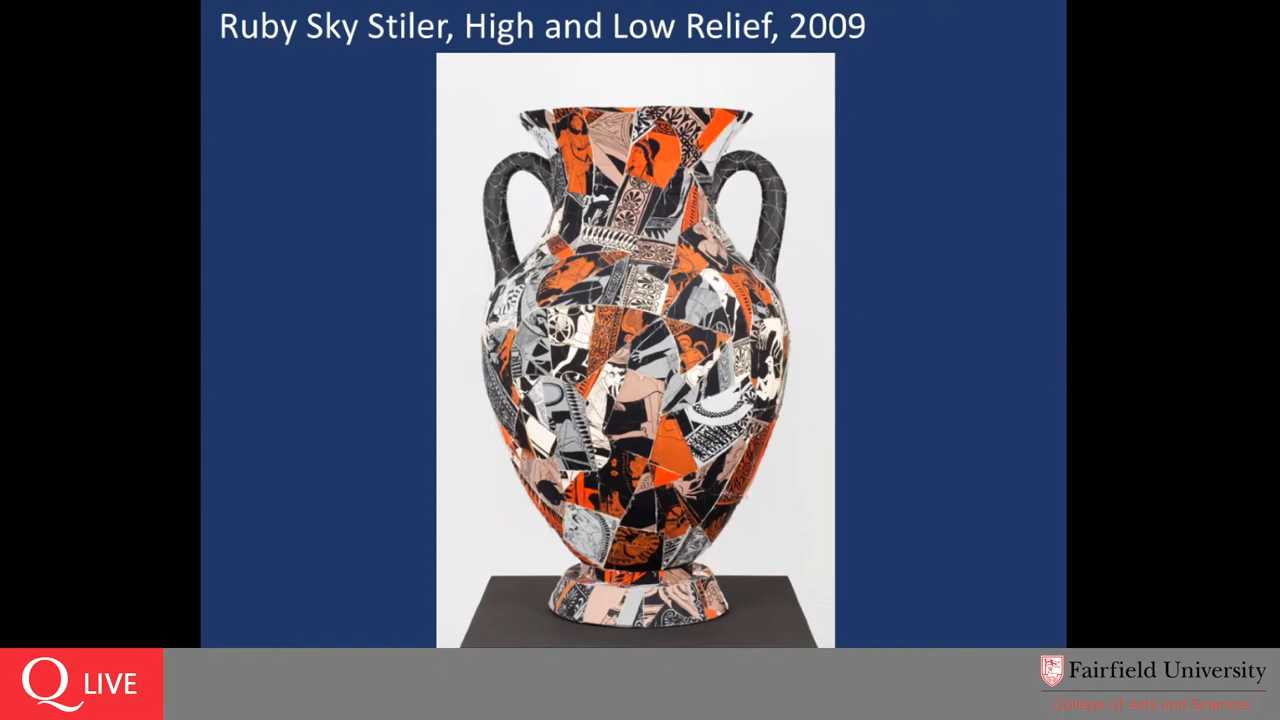 Ruby Sky Stiler, High and Low Relief, 2009
Q LIVE
Fairfield University
College of Arts and Sciences